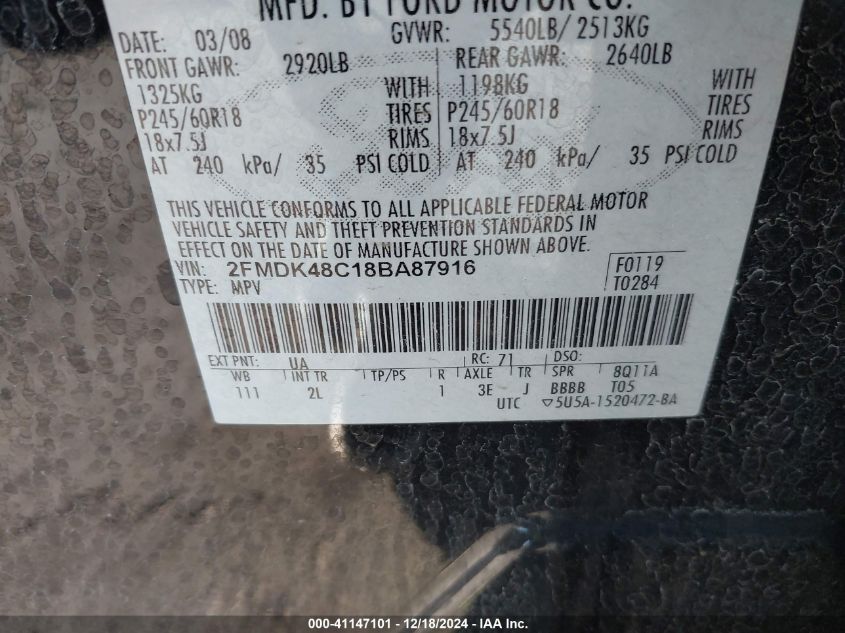 MFD. BY FORD MOTOR CO.
DATE: 03/08 GVWR: 5540LB/ 2513KG
FRONT GAWR: 2920LB REAR GAWR: 2640LB
1325KG WITH 1198KG WITH
P245/60R18 TIRES P245/60R18 TIRES
18x7.5J RIMS 18x7.5J RIMS
AT 240 kPa/ 35 PSI COLD AT 240 kPa/ 35 PSI COLD
THIS VEHICLE CONFORMS TO ALL APPLICABLE FEDERAL MOTOR
VEHICLE SAFETY AND THEFT PREVENTION STANDARDS IN
EFFECT ON THE DATE OF MANUFACTURE SHOWN ABOVE.
VIN: 2FMDK48C18BA87916 F0119
TYPE: MPV T0284
EXT PNT: UA RC: 71 DSO:
WB INT TR TP/PS R AXLE TR SPR 8Q11A
111 2L 1 3E J BBBB T05
UTC ▽5U5A-1520472-BA
000-41147101 - 12/18/2024 - IAA Inc.